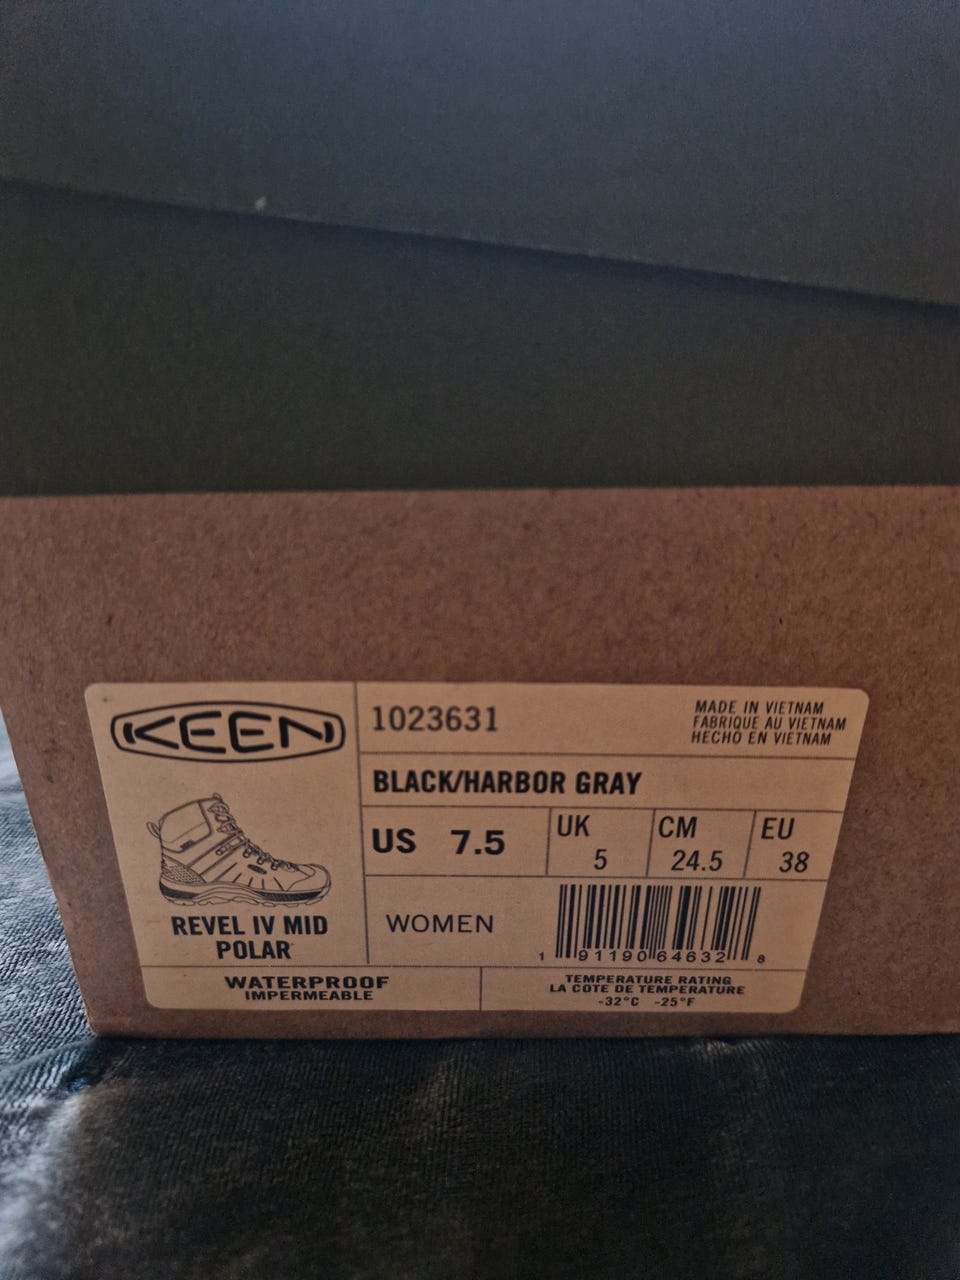 KEEN
REVEL IV MID
POLAR
1023631
MADE IN VIETNAM
FABRIQUE AU VIETNAM
HECHO EN VIETNAM
BLACK/HARBOR GRAY
US 7.5
UK
5
CM
24.5
EU
38
WOMEN
1 91190 64632 8
WATERPROOF
IMPERMEABLE
TEMPERATURE RATING
LA COTE DE TEMPERATURE
-32°C -25°F